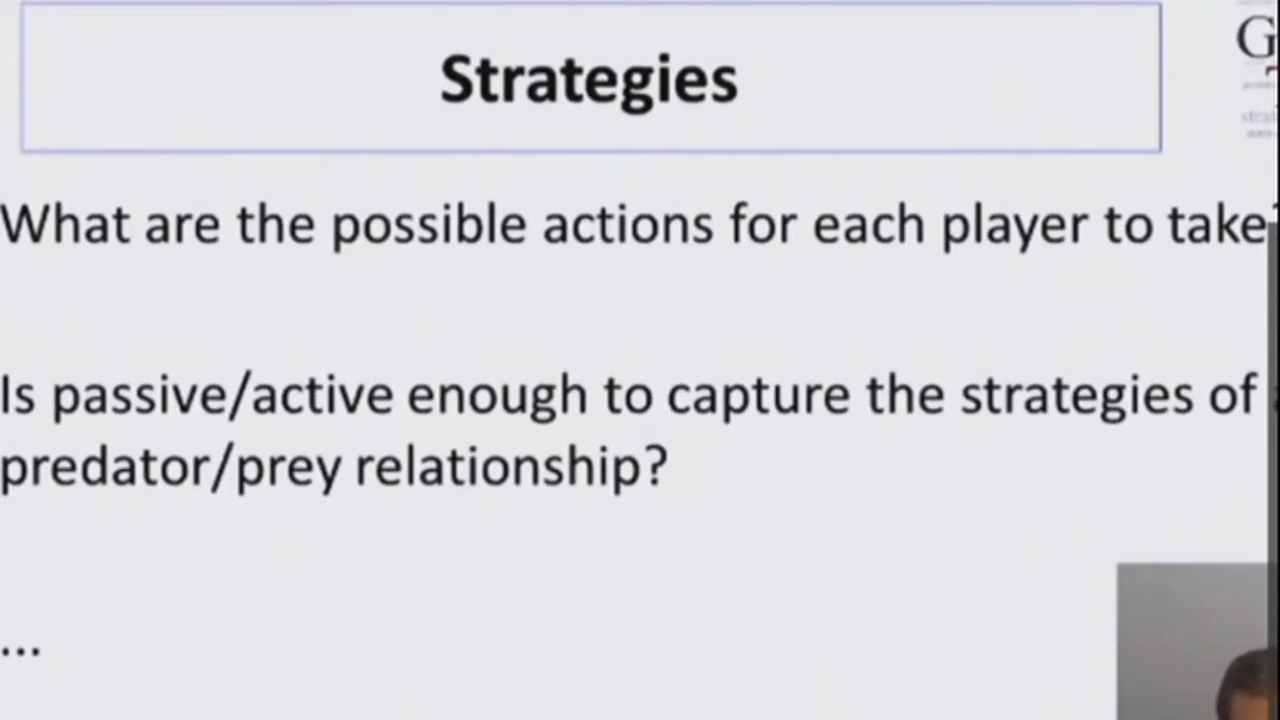 Strategies
G
What are the possible actions for each player to take?
Is passive/active enough to capture the strategies of
predator/prey relationship?
...